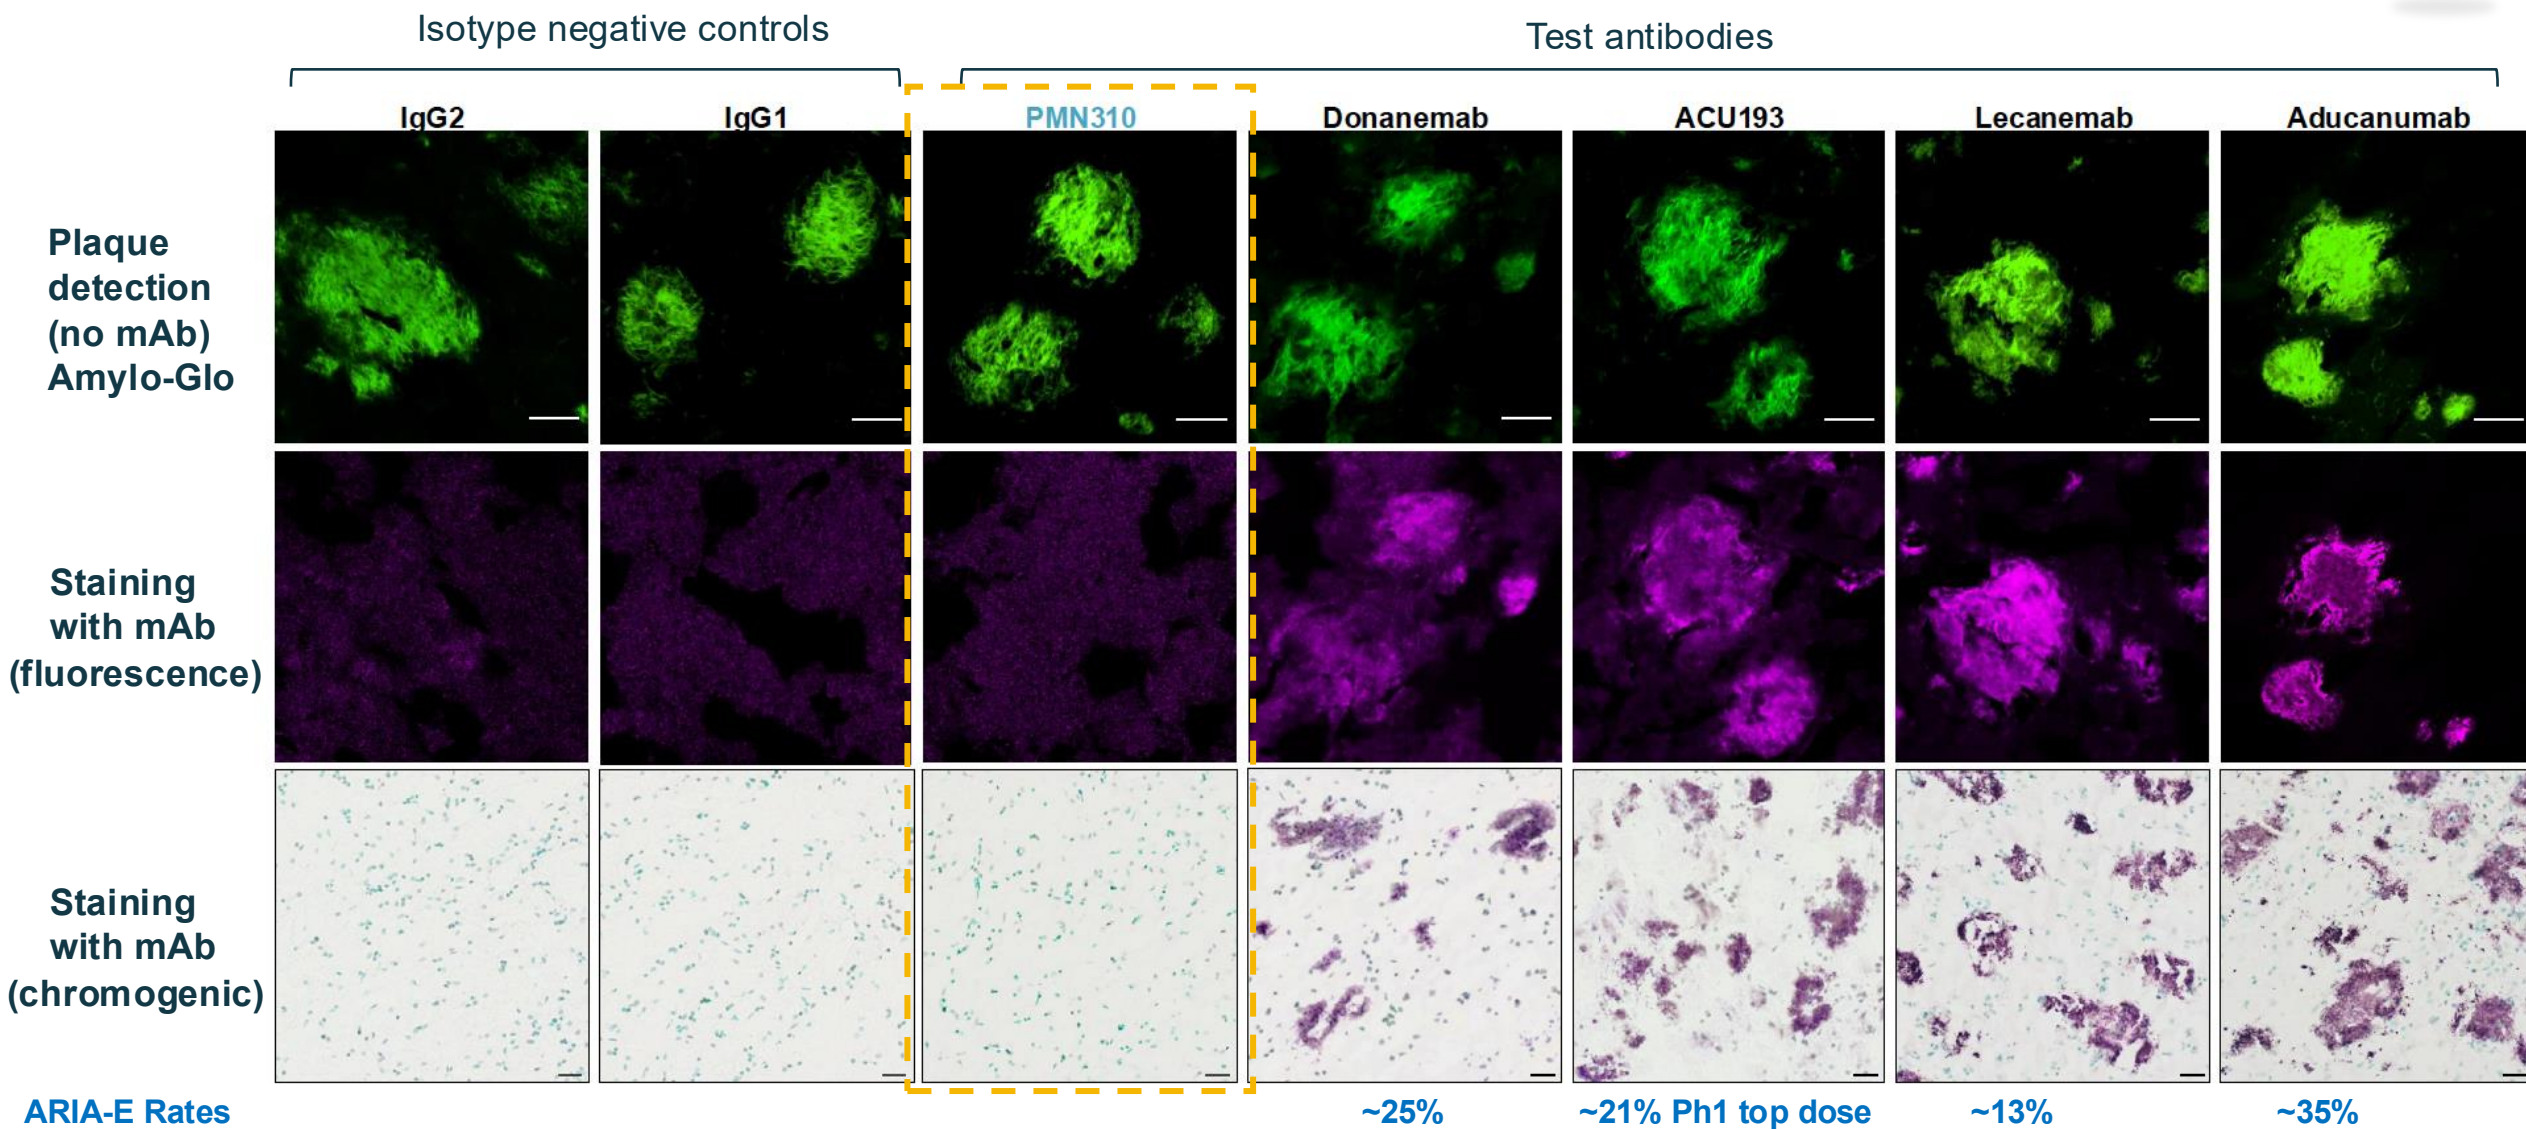 Isotype negative controls
Test antibodies
IgG2
IgG1
PMN310
Donanemab
ACU193
Lecanemab
Aducanumab
Plaque
detection
(no mAb)
Amylo-Glo
Staining
with mAb
(fluorescence)
Staining
with mAb
(chromogenic)
ARIA-E Rates
~25%
~21% Ph1 top dose
~13%
~35%